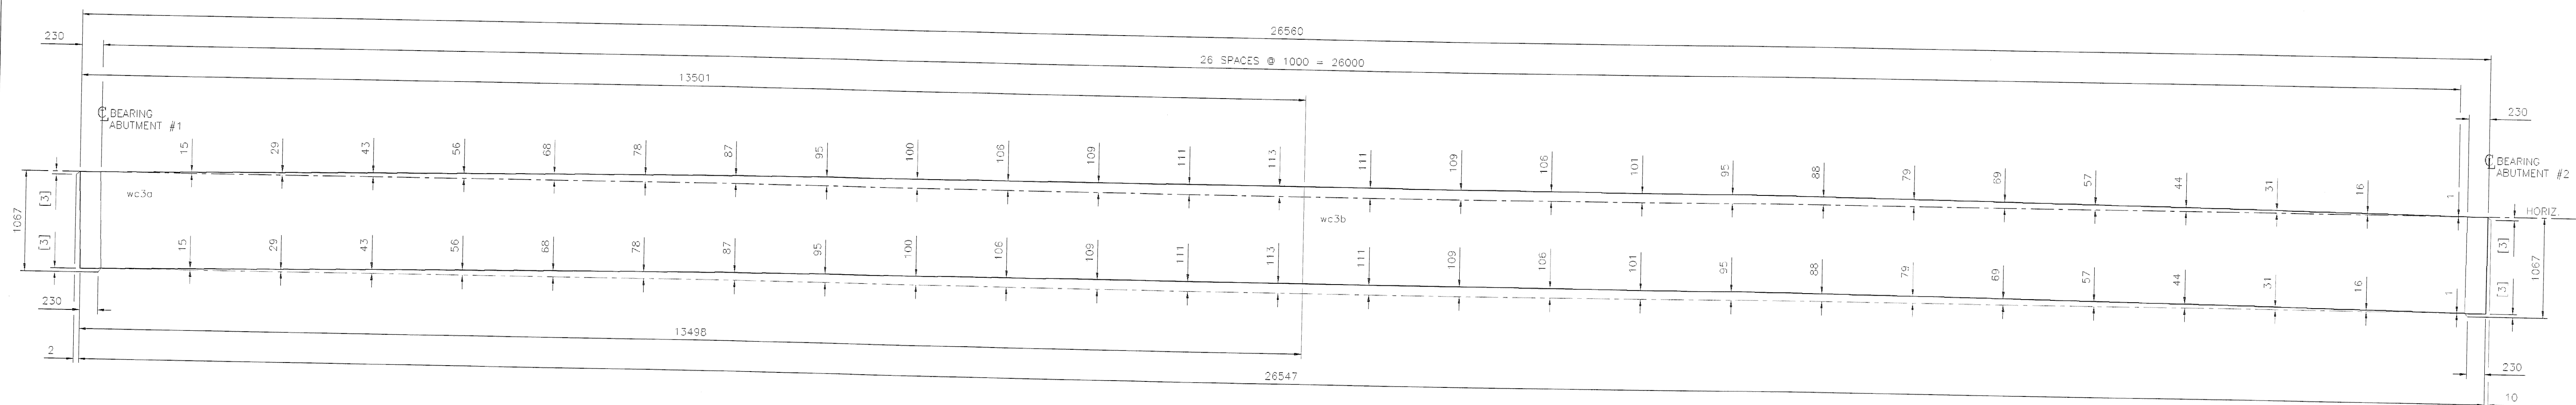 26560
230
26 SPACES @ 1000 = 26000
13501
℄ BEARING
ABUTMENT #1
230
℄ BEARING
ABUTMENT #2
15 29 43 56 68 78 87 95 100 106 109 111 113 111 109 106 101 95 88 79 69 57 44 31 16 1
HORIZ.
wc3a
wc3b
1067
[3]
[3]
[3]
[3]
1067
15 29 43 56 68 78 87 95 100 106 109 111 113 111 109 106 101 95 88 79 69 57 44 31 16 1
230
13498
2
26547
230
10